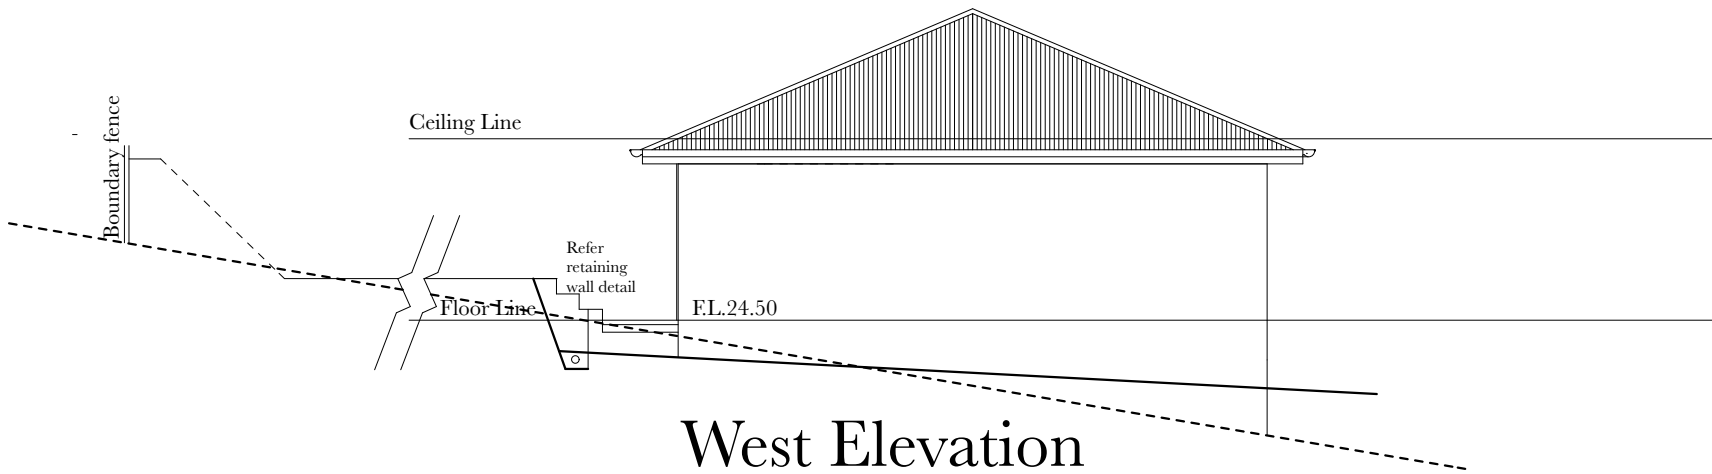 Ceiling Line
Boundary fence
Refer
retaining
wall detail
Floor Line
F.L.24.50
West Elevation